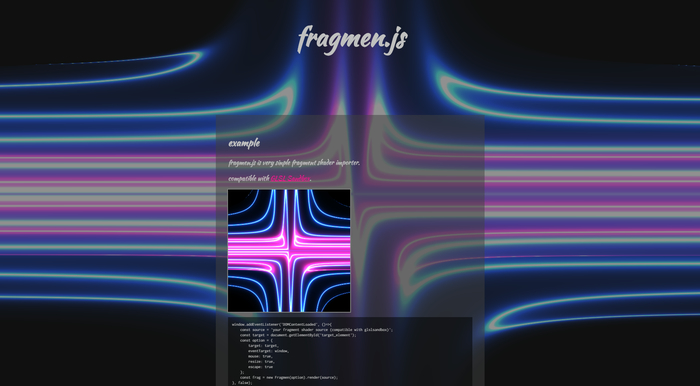 fragmen.js
example
fragmen.js is very simple fragment shader importer.
compatible with GLSL Sandbox.
window.addEventListener('DOMContentLoaded', ()=>{
const source = 'your fragment shader source (compatible with glslsandbox)';
const target = document.getElementById('target_element');
const option = {
target: target,
eventTarget: window,
mouse: true,
resize: true,
escape: true
};
const frag = new Fragmen(option).render(source);
}, false);